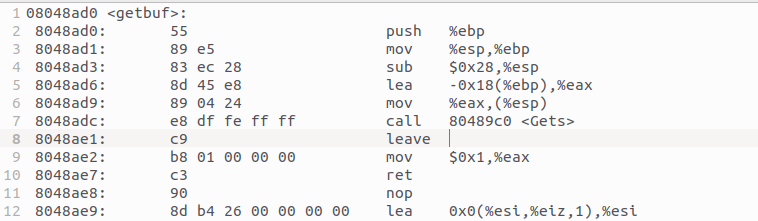 1 08048ad0 <getbuf>:
2 8048ad0: 55 push %ebp
3 8048ad1: 89 e5 mov %esp,%ebp
4 8048ad3: 83 ec 28 sub $0x28,%esp
5 8048ad6: 8d 45 e8 lea -0x18(%ebp),%eax
6 8048ad9: 89 04 24 mov %eax,(%esp)
7 8048adc: e8 df fe ff ff call 80489c0 <Gets>
8 8048ae1: c9 leave
9 8048ae2: b8 01 00 00 00 mov $0x1,%eax
10 8048ae7: c3 ret
11 8048ae8: 90 nop
12 8048ae9: 8d b4 26 00 00 00 00 lea 0x0(%esi,%eiz,1),%esi